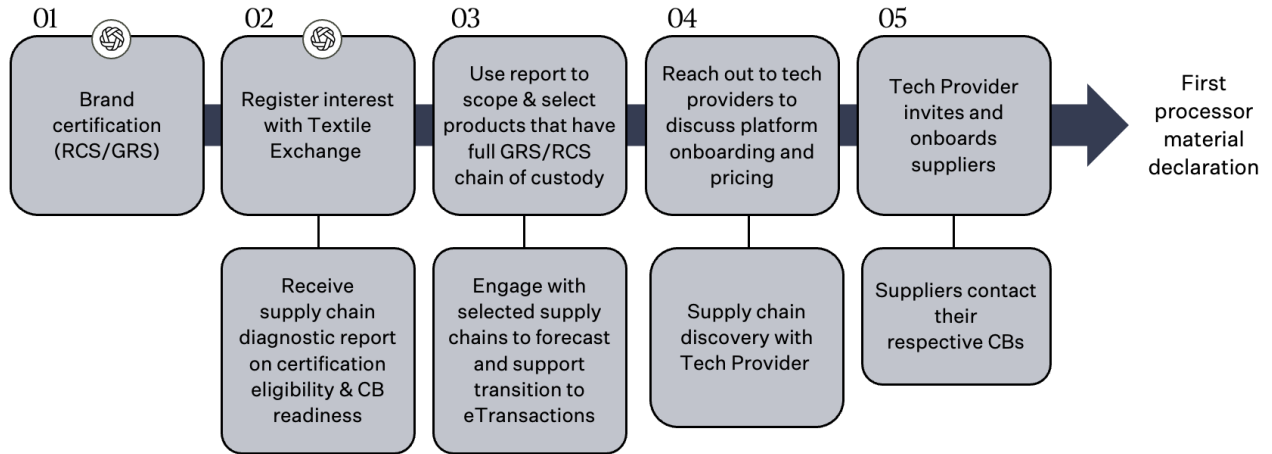 01
Brand
certification
(RCS/GRS)
02
Register interest
with Textile
Exchange
Receive
supply chain
diagnostic report
on certification
eligibility & CB
readiness
03
Use report to
scope & select
products that have
full GRS/RCS
chain of custody
Engage with
selected supply
chains to forecast
and support
transition to
eTransactions
04
Reach out to tech
providers to
discuss platform
onboarding and
pricing
Supply chain
discovery with
Tech Provider
05
Tech Provider
invites and
onboards
suppliers
Suppliers contact
their
respective CBs
First
processor
material
declaration